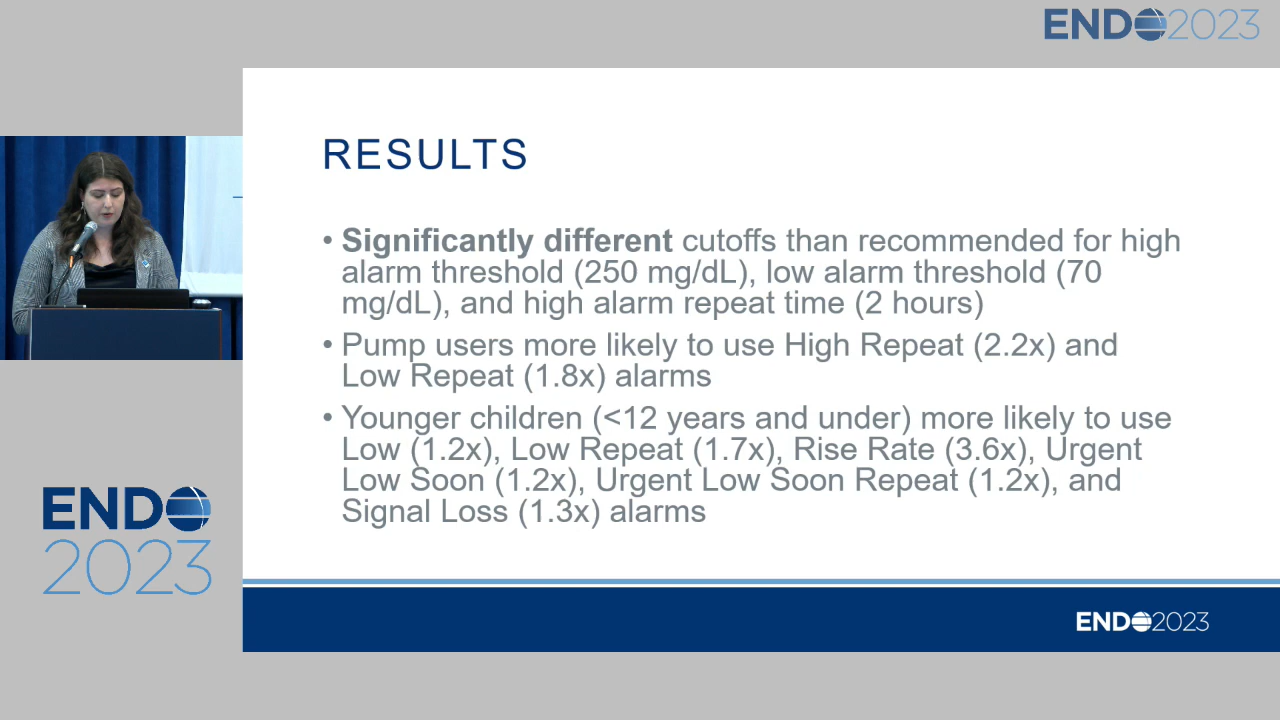 END 2023
RESULTS
• Significantly different cutoffs than recommended for high
alarm threshold (250 mg/dL), low alarm threshold (70
mg/dL), and high alarm repeat time (2 hours)
• Pump users more likely to use High Repeat (2.2x) and
Low Repeat (1.8x) alarms
• Younger children (<12 years and under) more likely to use
Low (1.2x), Low Repeat (1.7x), Rise Rate (3.6x), Urgent
Low Soon (1.2x), Urgent Low Soon Repeat (1.2x), and
Signal Loss (1.3x) alarms
ENDO
2023
ENDO2023